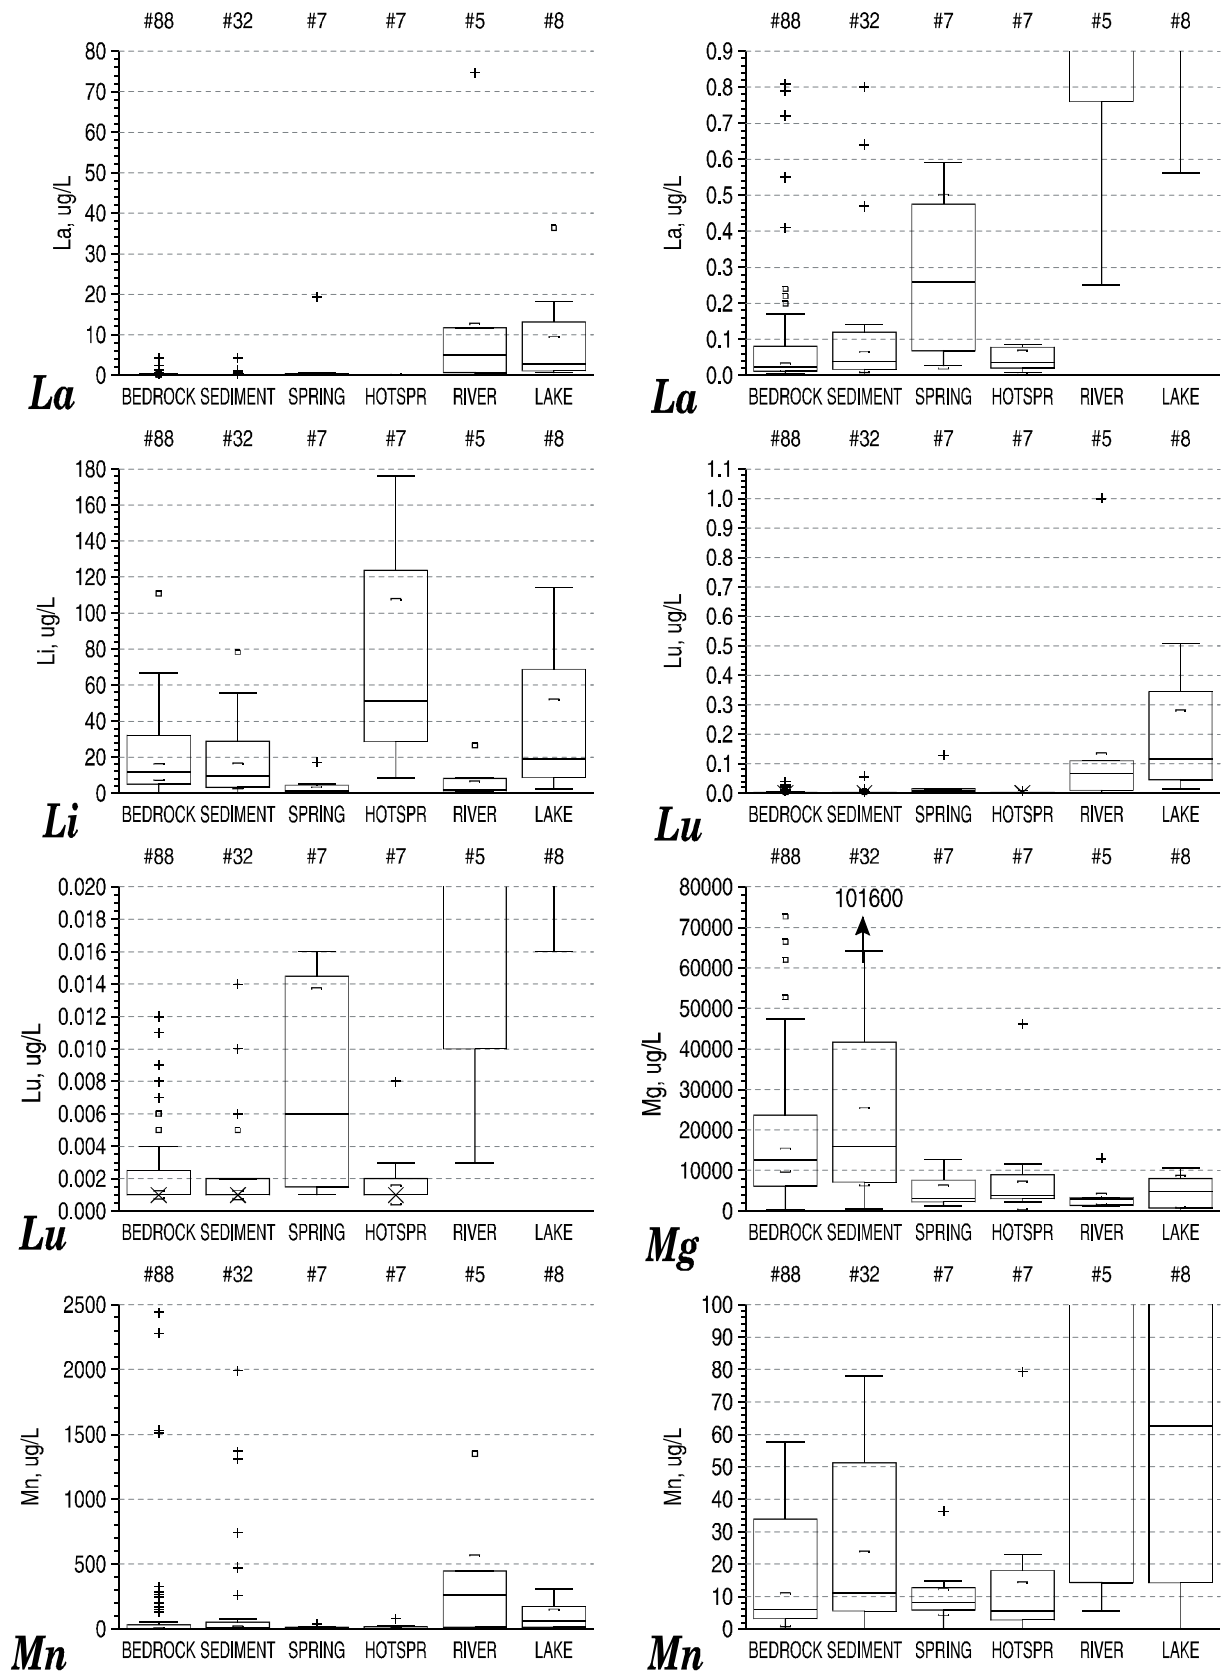 #88 #32 #7 #7 #5 #8
80
70
60
50
40
30
20
10
0
La, ug/L
BEDROCK SEDIMENT SPRING HOTSPR RIVER LAKE
La
#88 #32 #7 #7 #5 #8
0.9
0.8
0.7
0.6
0.5
0.4
0.3
0.2
0.1
0.0
La, ug/L
BEDROCK SEDIMENT SPRING HOTSPR RIVER LAKE
La
#88 #32 #7 #7 #5 #8
180
160
140
120
100
80
60
40
20
0
Li, ug/L
BEDROCK SEDIMENT SPRING HOTSPR RIVER LAKE
Li
#88 #32 #7 #7 #5 #8
1.1
1.0
0.9
0.8
0.7
0.6
0.5
0.4
0.3
0.2
0.1
0.0
Lu, ug/L
BEDROCK SEDIMENT SPRING HOTSPR RIVER LAKE
Lu
#88 #32 #7 #7 #5 #8
0.020
0.018
0.016
0.014
0.012
0.010
0.008
0.006
0.004
0.002
0.000
Lu, ug/L
BEDROCK SEDIMENT SPRING HOTSPR RIVER LAKE
Lu
#88 #32 #7 #7 #5 #8
101600
80000
70000
60000
50000
40000
30000
20000
10000
0
Mg, ug/L
BEDROCK SEDIMENT SPRING HOTSPR RIVER LAKE
Mg
#88 #32 #7 #7 #5 #8
2500
2000
1500
1000
500
0
Mn, ug/L
BEDROCK SEDIMENT SPRING HOTSPR RIVER LAKE
Mn
#88 #32 #7 #7 #5 #8
100
90
80
70
60
50
40
30
20
10
0
Mn, ug/L
BEDROCK SEDIMENT SPRING HOTSPR RIVER LAKE
Mn